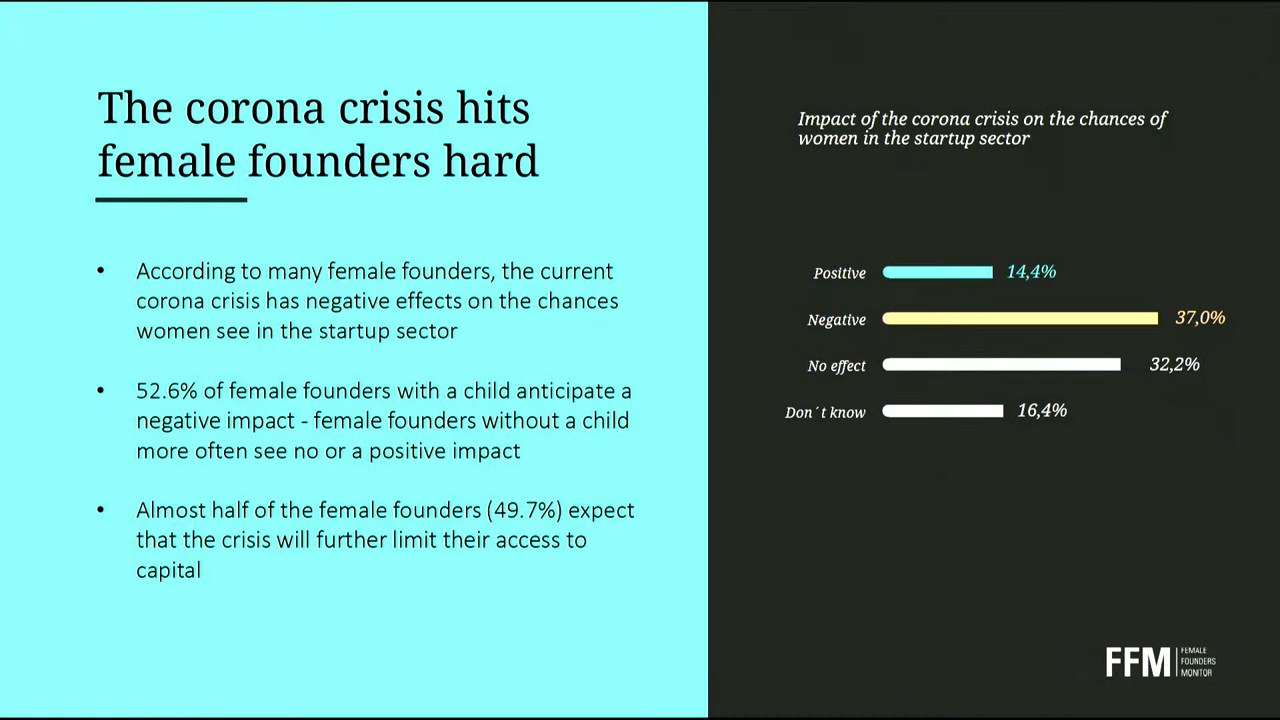 The corona crisis hits
female founders hard
• According to many female founders, the current
corona crisis has negative effects on the chances
women see in the startup sector
• 52.6% of female founders with a child anticipate a
negative impact - female founders without a child
more often see no or a positive impact
• Almost half of the female founders (49.7%) expect
that the crisis will further limit their access to
capital
Impact of the corona crisis on the chances of
women in the startup sector
Positive 14,4%
Negative 37,0%
No effect 32,2%
Don´t know 16,4%
FFM
FEMALE
FOUNDERS
MONITOR